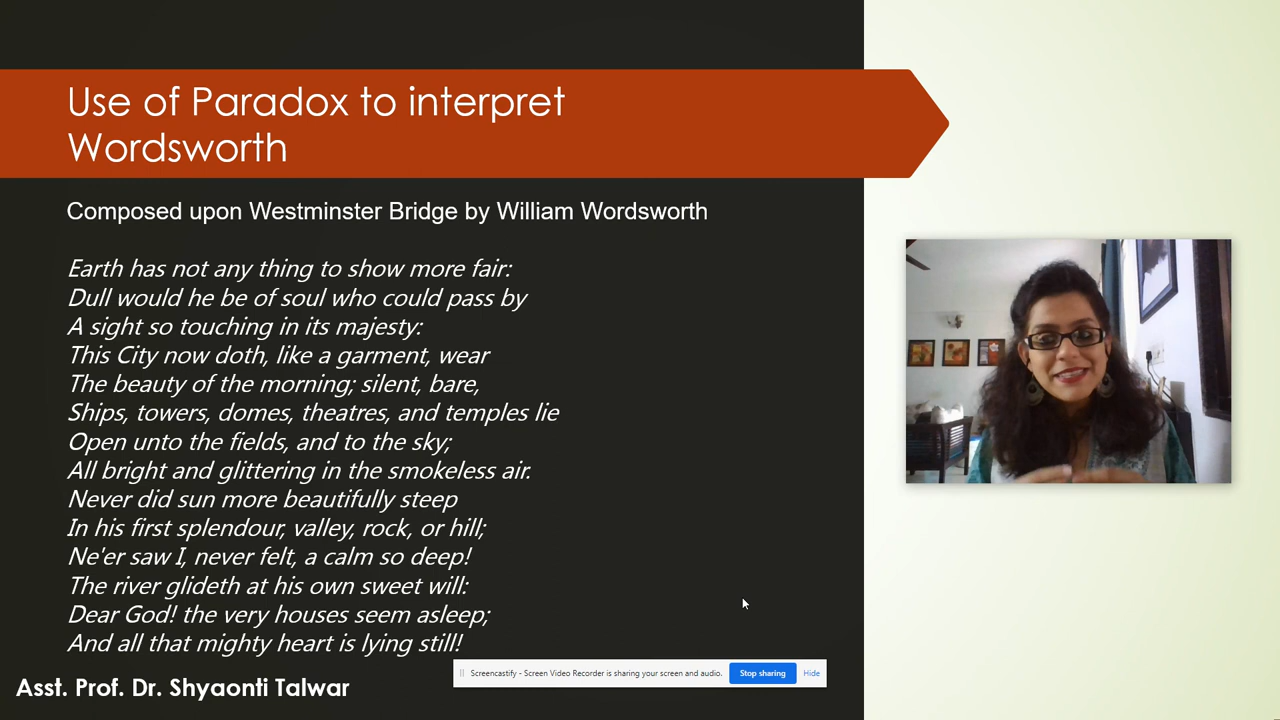 Use of Paradox to interpret
Wordsworth
Composed upon Westminster Bridge by William Wordsworth
Earth has not any thing to show more fair:
Dull would he be of soul who could pass by
A sight so touching in its majesty:
This City now doth, like a garment, wear
The beauty of the morning; silent, bare,
Ships, towers, domes, theatres, and temples lie
Open unto the fields, and to the sky;
All bright and glittering in the smokeless air.
Never did sun more beautifully steep
In his first splendour, valley, rock, or hill;
Ne'er saw I, never felt, a calm so deep!
The river glideth at his own sweet will:
Dear God! the very houses seem asleep;
And all that mighty heart is lying still!
Screencastify - Screen Video Recorder is sharing your screen and audio. Stop sharing Hide
Asst. Prof. Dr. Shyaonti Talwar